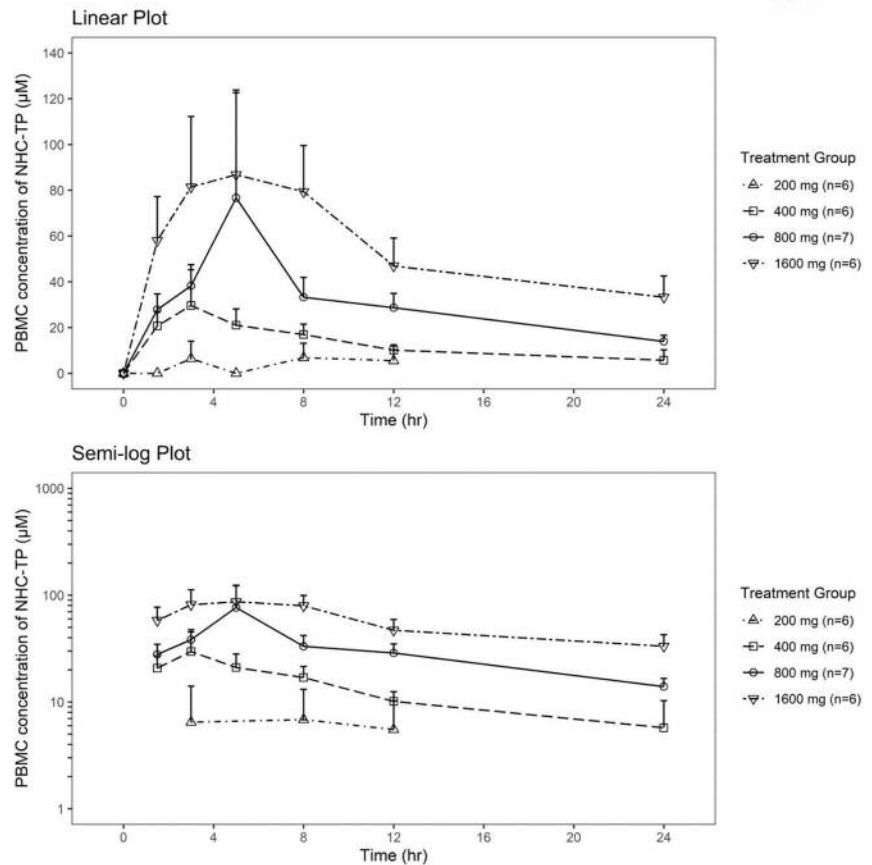 Linear Plot
140
120
100
80
60
40
20
0
PBMC concentration of NHC-TP (µM)
0 4 8 12 16 20 24
Time (hr)
Treatment Group
200 mg (n=6)
400 mg (n=6)
800 mg (n=7)
1600 mg (n=6)
Semi-log Plot
1000
100
10
1
PBMC concentration of NHC-TP (µM)
0 4 8 12 16 20 24
Time (hr)
Treatment Group
200 mg (n=6)
400 mg (n=6)
800 mg (n=7)
1600 mg (n=6)